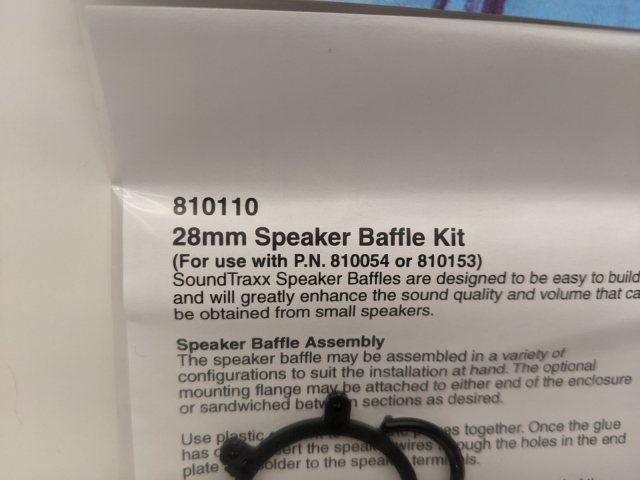 810110
28mm Speaker Baffle Kit
(For use with P.N. 810054 or 810153)
SoundTraxx Speaker Baffles are designed to be easy to build
and will greatly enhance the sound quality and volume that
be obtained from small speakers.
Speaker Baffle Assembly
The speaker baffle may be assembled in a variety of
configurations to suit the installation at hand. The optional
mounting flange may be attached to either end of the enclosure
or sandwiched between sections as desired.
Use plastic together. Once the glue
has wires through the holes in the end
plate to the speaker terminals.